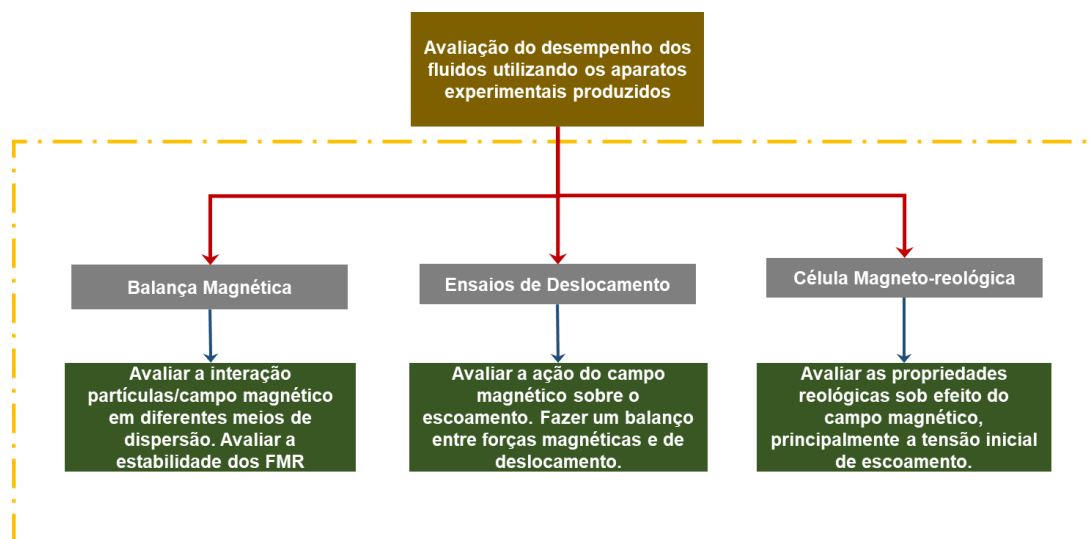 Avaliação do desempenho dos
fluidos utilizando os aparatos
experimentais produzidos
Balança Magnética
Ensaios de Deslocamento
Célula Magneto-reológica
Avaliar a interação
partículas/campo magnético
em diferentes meios de
dispersão. Avaliar a
estabilidade dos FMR
Avaliar a ação do campo
magnético sobre o
escoamento. Fazer um balanço
entre forças magnéticas e de
deslocamento.
Avaliar as propriedades
reológicas sob efeito do
campo magnético,
principalmente a tensão inicial
de escoamento.